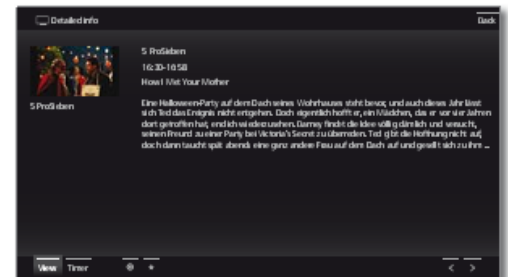 Detailed info
Back
5 ProSieben
16:30-16:58
How I Met Your Mother
5 ProSieben
Eine Halloween-Party auf dem Dach seines Wohnhauses steht bevor, und auch dieses Jahr lässt
sich Ted das Ereignis nicht entgehen. Doch eigentlich hofft er, ein Mädchen, das er vor vier Jahren
dort getroffen hat, endlich wiederzusehen. Barney findet die Idee völlig dämlich und versucht,
seinen Freund zu einer Party bei Victoria's Secret zu überreden. Ted gibt die Hoffnung nicht auf,
doch dann taucht spät abends eine ganz andere Frau auf dem Dach auf und gesellt sich zu ihm ...
View
Timer